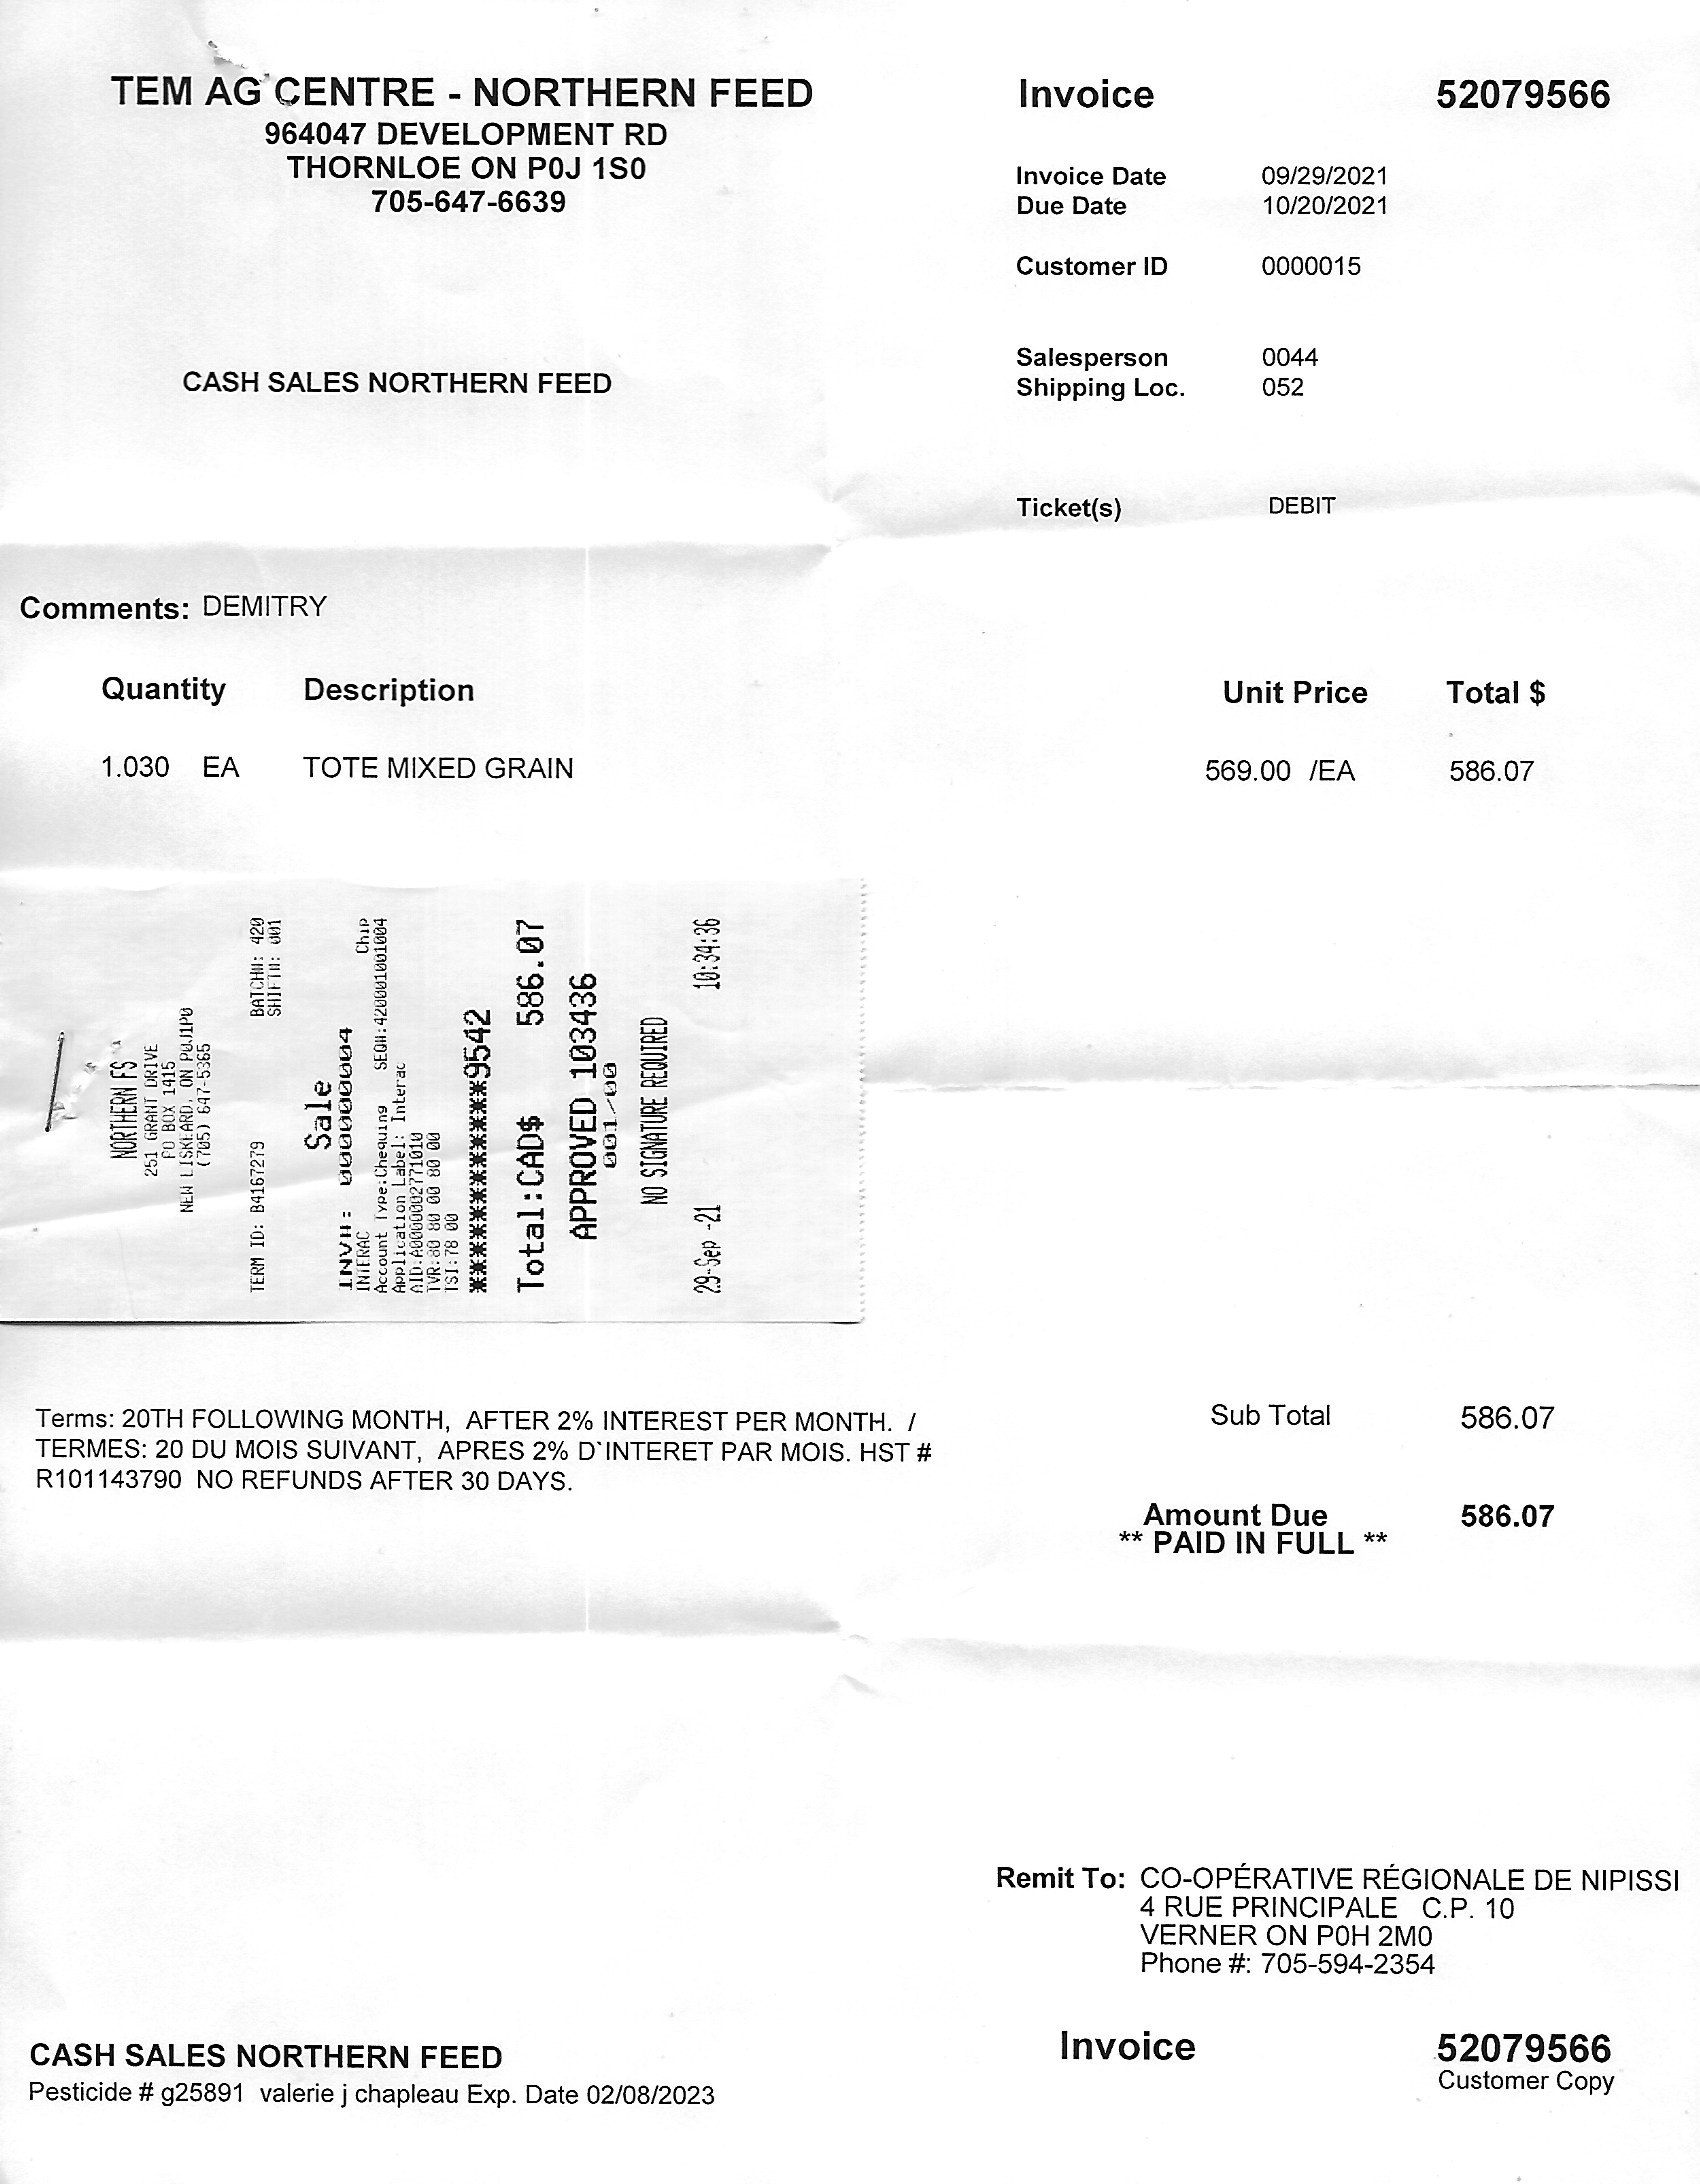 TEM AG CENTRE - NORTHERN FEED
964047 DEVELOPMENT RD
THORNLOE ON P0J 1S0
705-647-6639
Invoice 52079566
Invoice Date 09/29/2021
Due Date 10/20/2021
Customer ID 0000015
Salesperson 0044
Shipping Loc. 052
CASH SALES NORTHERN FEED
Ticket(s) DEBIT
Comments: DEMITRY
Quantity Description Unit Price Total $
1.030 EA TOTE MIXED GRAIN 569.00 /EA 586.07
NORTHERN FS
251 GRANT DRIVE
PO BOX 1415
NEW LISKEARD, ON P0J1P0
(705) 647-5365
TERM ID: B4167279 BATCH#: 420
SHIFT#: 001
Sale
INV#: 000000004
INTERAC Chip
Account Type:Chequing SEQ#:420001001004
Application Label: Interac
AID:A0000002771010
TVR:80 80 00 80 00
TSI:78 00
************9542
Total:CAD$ 586.07
APPROVED 103436
001/00
NO SIGNATURE REQUIRED
29-Sep -21 10:34:36
Terms: 20TH FOLLOWING MONTH, AFTER 2% INTEREST PER MONTH. /
TERMES: 20 DU MOIS SUIVANT, APRES 2% D`INTERET PAR MOIS. HST #
R101143790 NO REFUNDS AFTER 30 DAYS.
Sub Total 586.07
Amount Due 586.07
** PAID IN FULL **
Remit To: CO-OPÉRATIVE RÉGIONALE DE NIPISSI
4 RUE PRINCIPALE C.P. 10
VERNER ON P0H 2M0
Phone #: 705-594-2354
CASH SALES NORTHERN FEED
Pesticide # g25891 valerie j chapleau Exp. Date 02/08/2023
Invoice 52079566
Customer Copy